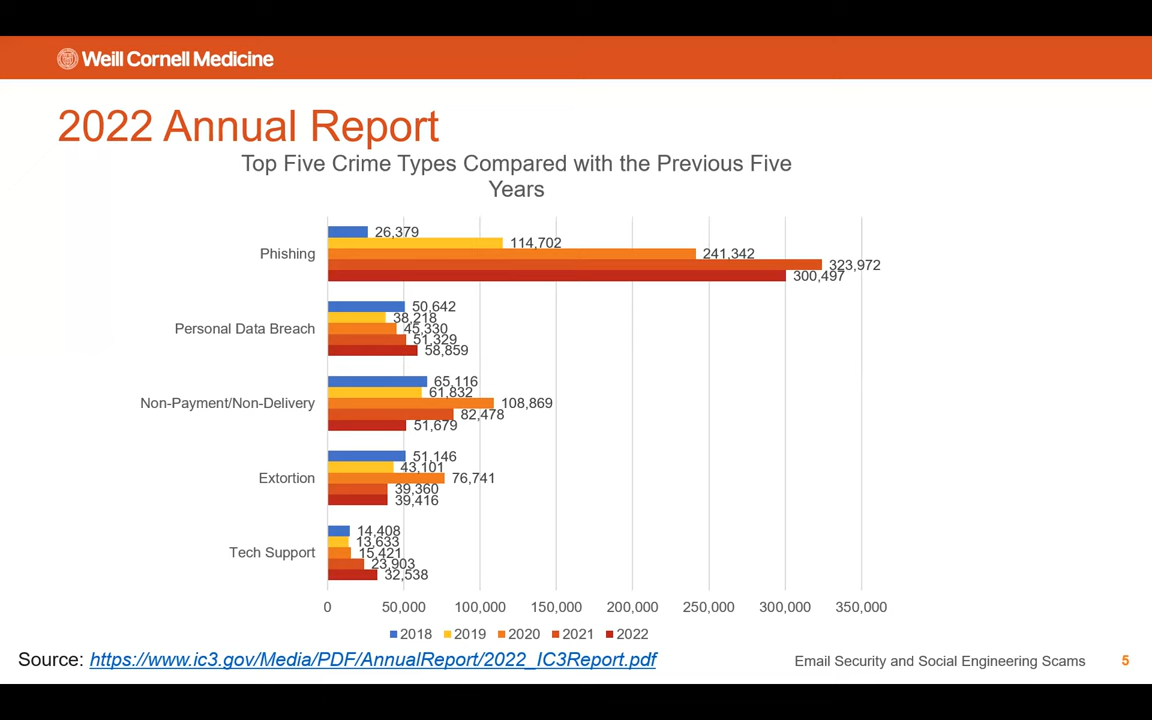 Weill Cornell Medicine
2022 Annual Report
Top Five Crime Types Compared with the Previous Five
Years
Phishing
26,379
114,702
241,342
323,972
300,497
Personal Data Breach
50,642
38,218
45,330
51,329
58,859
Non-Payment/Non-Delivery
65,116
61,832
108,869
82,478
51,679
Extortion
51,146
43,101
76,741
39,360
39,416
Tech Support
14,408
13,633
15,421
23,903
32,538
0 50,000 100,000 150,000 200,000 250,000 300,000 350,000
2018 2019 2020 2021 2022
Source: https://www.ic3.gov/Media/PDF/AnnualReport/2022_IC3Report.pdf
Email Security and Social Engineering Scams 5